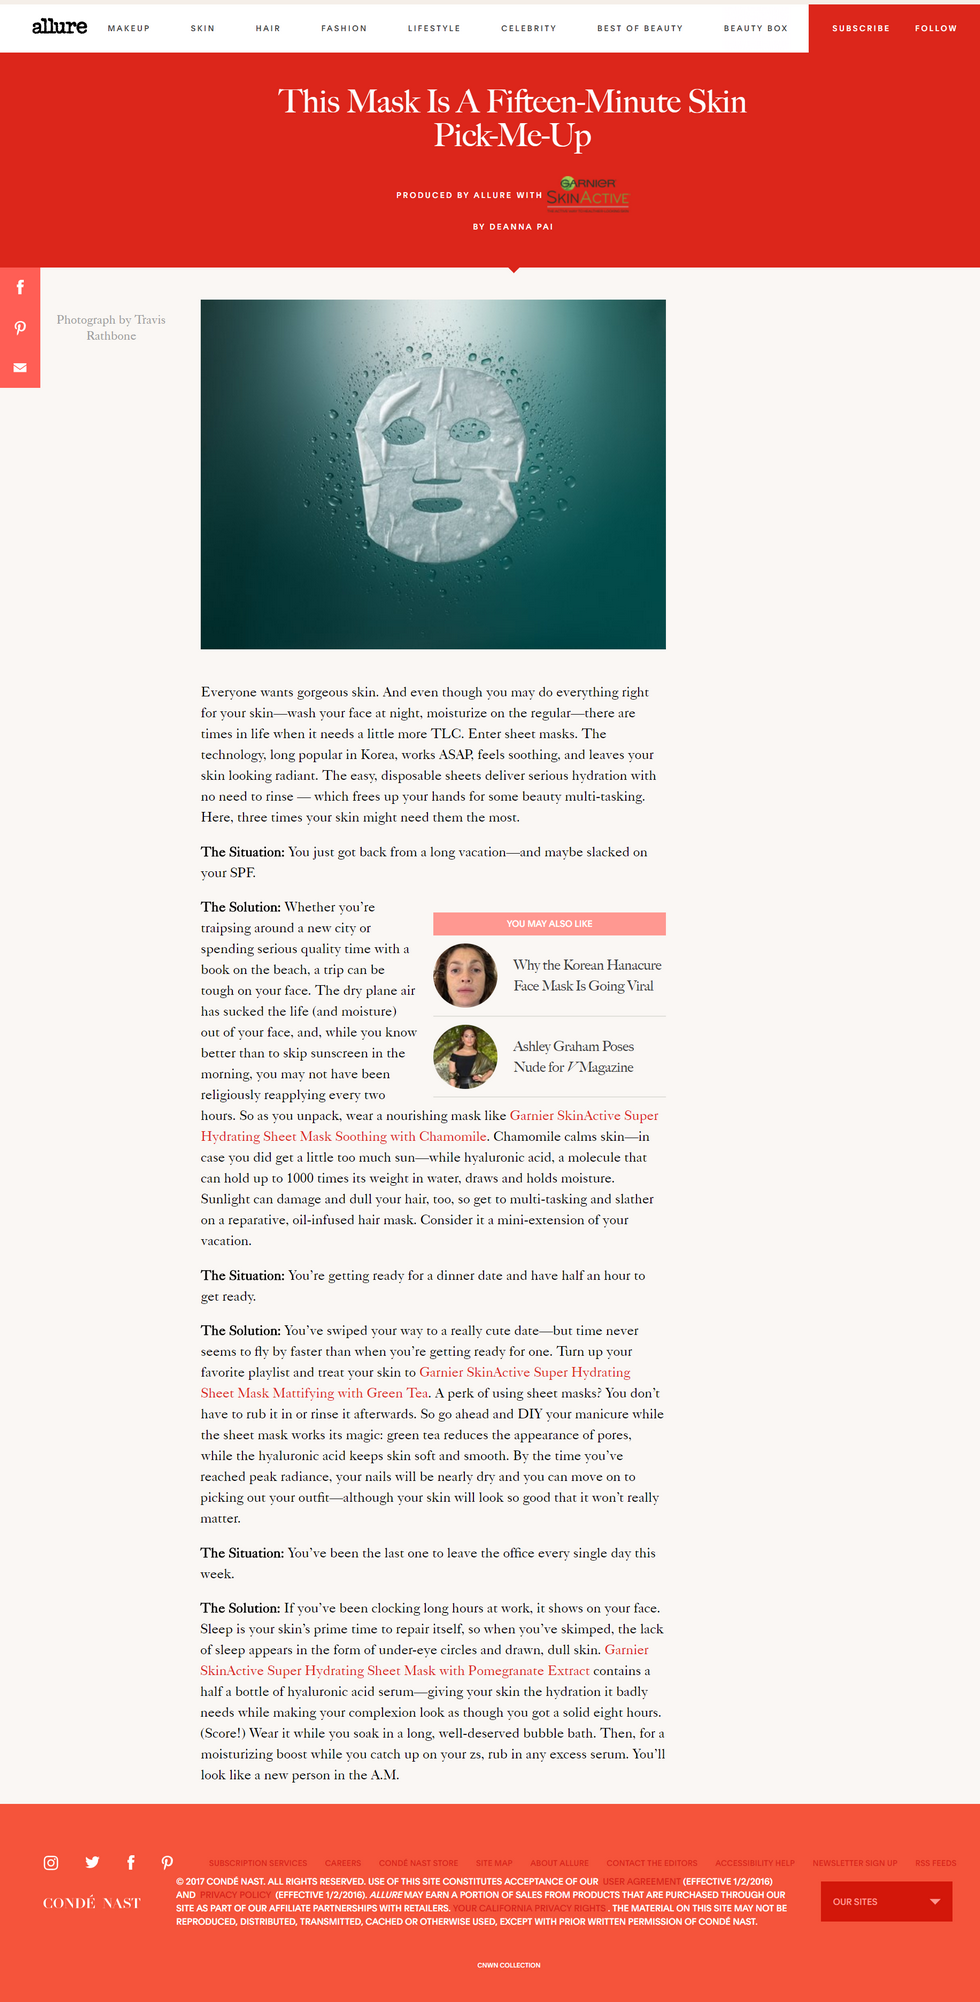 allure MAKEUP SKIN HAIR FASHION LIFESTYLE CELEBRITY BEST OF BEAUTY BEAUTY BOX SUBSCRIBE FOLLOW
This Mask Is A Fifteen-Minute Skin
Pick-Me-Up
PRODUCED BY ALLURE WITH GARNIER SKINACTIVE
BY DEANNA PAI
Photograph by Travis
Rathbone
Everyone wants gorgeous skin. And even though you may do everything right
for your skin—wash your face at night, moisturize on the regular—there are
times in life when it needs a little more TLC. Enter sheet masks. The
technology, long popular in Korea, works ASAP, feels soothing, and leaves your
skin looking radiant. The easy, disposable sheets deliver serious hydration with
no need to rinse — which frees up your hands for some beauty multi-tasking.
Here, three times your skin might need them the most.
The Situation: You just got back from a long vacation—and maybe slacked on
your SPF.
The Solution: Whether you’re
traipsing around a new city or
spending serious quality time with a
book on the beach, a trip can be
tough on your face. The dry plane air
has sucked the life (and moisture)
out of your face, and, while you know
better than to skip sunscreen in the
morning, you may not have been
religiously reapplying every two
YOU MAY ALSO LIKE
Why the Korean Hanacure
Face Mask Is Going Viral
Ashley Graham Poses
Nude for V Magazine
hours. So as you unpack, wear a nourishing mask like Garnier SkinActive Super
Hydrating Sheet Mask Soothing with Chamomile. Chamomile calms skin—in
case you did get a little too much sun—while hyaluronic acid, a molecule that
can hold up to 1000 times its weight in water, draws and holds moisture.
Sunlight can damage and dull your hair, too, so get to multi-tasking and slather
on a reparative, oil-infused hair mask. Consider it a mini-extension of your
vacation.
The Situation: You’re getting ready for a dinner date and have half an hour to
get ready.
The Solution: You’ve swiped your way to a really cute date—but time never
seems to fly by faster than when you’re getting ready for one. Turn up your
favorite playlist and treat your skin to Garnier SkinActive Super Hydrating
Sheet Mask Mattifying with Green Tea. A perk of using sheet masks? You don’t
have to rub it in or rinse it afterwards. So go ahead and DIY your manicure while
the sheet mask works its magic: green tea reduces the appearance of pores,
while the hyaluronic acid keeps skin soft and smooth. By the time you’ve
reached peak radiance, your nails will be nearly dry and you can move on to
picking out your outfit—although your skin will look so good that it won’t really
matter.
The Situation: You’ve been the last one to leave the office every single day this
week.
The Solution: If you’ve been clocking long hours at work, it shows on your face.
Sleep is your skin’s prime time to repair itself, so when you’ve skimped, the lack
of sleep appears in the form of under-eye circles and drawn, dull skin. Garnier
SkinActive Super Hydrating Sheet Mask with Pomegranate Extract contains a
half a bottle of hyaluronic acid serum—giving your skin the hydration it badly
needs while making your complexion look as though you got a solid eight hours.
(Score!) Wear it while you soak in a long, well-deserved bubble bath. Then, for a
moisturizing boost while you catch up on your zs, rub in any excess serum. You’ll
look like a new person in the A.M.
SUBSCRIPTION SERVICES CAREERS CONDÉ NAST STORE SITE MAP ABOUT ALLURE CONTACT THE EDITORS ACCESSIBILITY HELP NEWSLETTER SIGN UP RSS FEEDS
CONDÉ NAST
© 2017 CONDÉ NAST. ALL RIGHTS RESERVED. USE OF THIS SITE CONSTITUTES ACCEPTANCE OF OUR USER AGREEMENT (EFFECTIVE 1/2/2016)
AND PRIVACY POLICY (EFFECTIVE 1/2/2016). ALLURE MAY EARN A PORTION OF SALES FROM PRODUCTS THAT ARE PURCHASED THROUGH OUR
SITE AS PART OF OUR AFFILIATE PARTNERSHIPS WITH RETAILERS. YOUR CALIFORNIA PRIVACY RIGHTS. THE MATERIAL ON THIS SITE MAY NOT BE
REPRODUCED, DISTRIBUTED, TRANSMITTED, CACHED OR OTHERWISE USED, EXCEPT WITH PRIOR WRITTEN PERMISSION OF CONDÉ NAST.
OUR SITES
CNWN COLLECTION